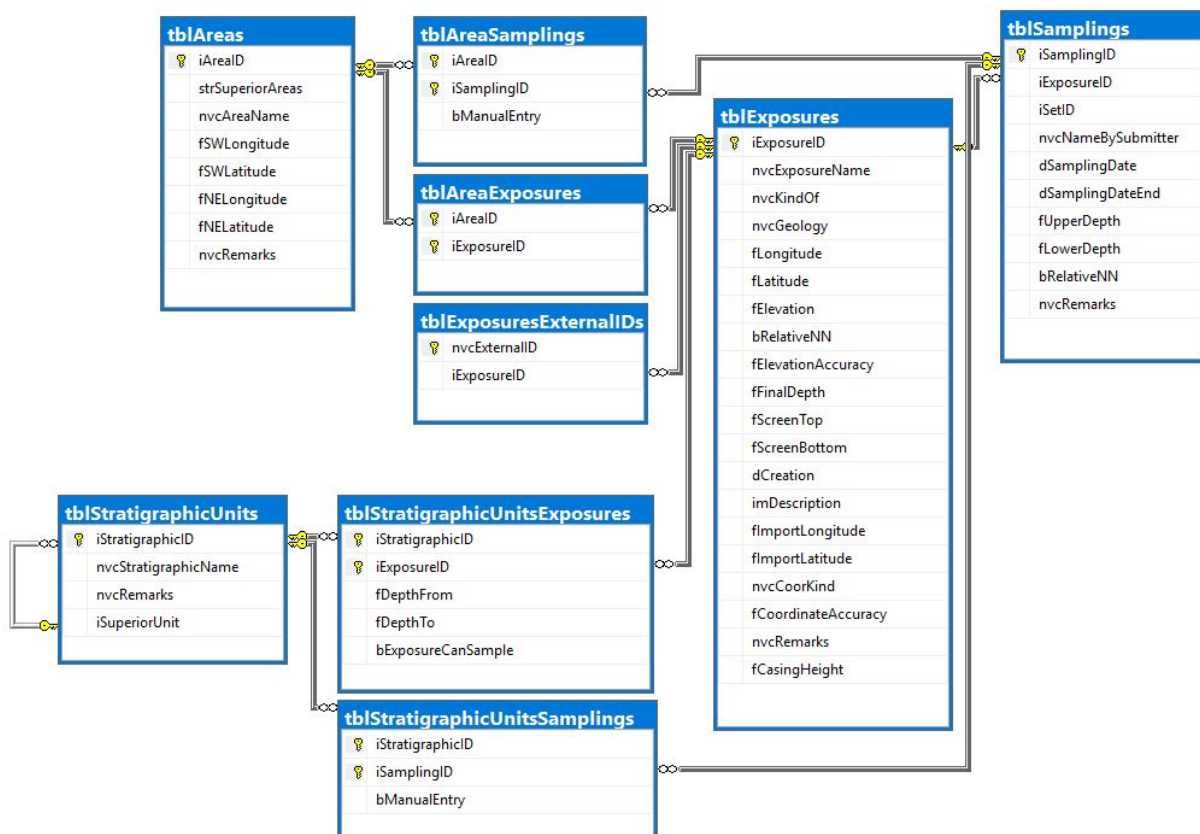 tblAreas
iAreaID
strSuperiorAreas
nvcAreaName
fSWLongitude
fSWLatitude
fNELongitude
fNELatitude
nvcRemarks
tblAreaSamplings
iAreaID
iSamplingID
bManualEntry
tblAreaExposures
iAreaID
iExposureID
tblExposuresExternalIDs
nvcExternalID
iExposureID
tblExposures
iExposureID
nvcExposureName
nvcKindOf
nvcGeology
fLongitude
fLatitude
fElevation
bRelativeNN
fElevationAccuracy
fFinalDepth
fScreenTop
fScreenBottom
dCreation
imDescription
fImportLongitude
fImportLatitude
nvcCoorKind
fCoordinateAccuracy
nvcRemarks
fCasingHeight
tblSamplings
iSamplingID
iExposureID
iSetID
nvcNameBySubmitter
dSamplingDate
dSamplingDateEnd
fUpperDepth
fLowerDepth
bRelativeNN
nvcRemarks
tblStratigraphicUnits
iStratigraphicID
nvcStratigraphicName
nvcRemarks
iSuperiorUnit
tblStratigraphicUnitsExposures
iStratigraphicID
iExposureID
fDepthFrom
fDepthTo
bExposureCanSample
tblStratigraphicUnitsSamplings
iStratigraphicID
iSamplingID
bManualEntry